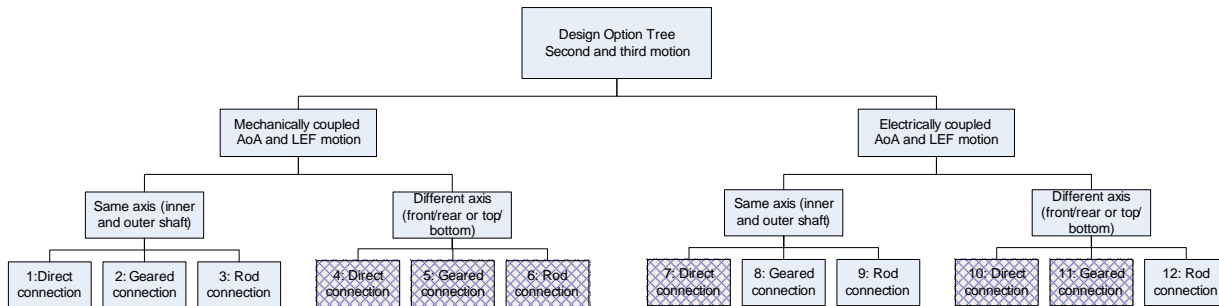 Design Option Tree
Second and third motion
Mechanically coupled
AoA and LEF motion
Electrically coupled
AoA and LEF motion
Same axis (inner
and outer shaft)
Different axis
(front/rear or top/
bottom)
Same axis (inner
and outer shaft)
Different axis
(front/rear or top/
bottom)
1:Direct
connection
2: Geared
connection
3: Rod
connection
4: Direct
connection
5: Geared
connection
6: Rod
connection
7: Direct
connection
8: Geared
connection
9: Rod
connection
10: Direct
connection
11: Geared
connection
12: Rod
connection